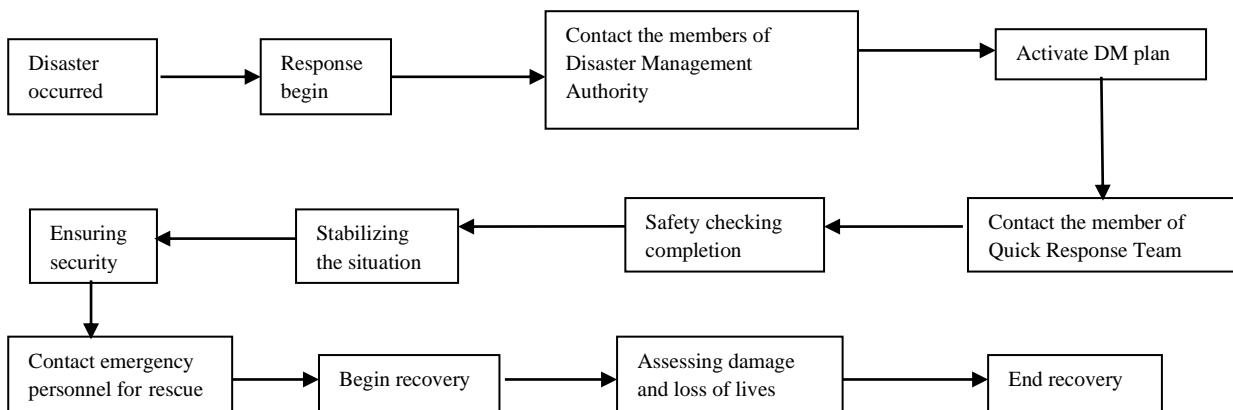 Disaster
occurred
Response
begin
Contact the members of
Disaster Management
Authority
Activate DM plan
Contact the member of
Quick Response Team
Safety checking
completion
Stabilizing
the situation
Ensuring
security
Contact emergency
personnel for rescue
Begin recovery
Assessing damage
and loss of lives
End recovery